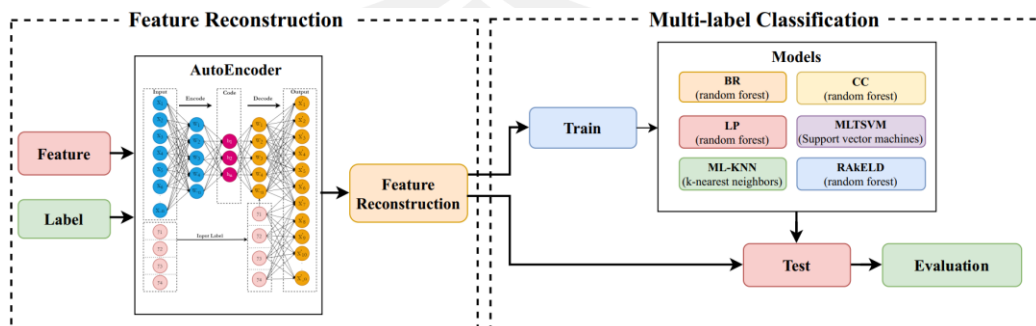 Feature Reconstruction
Multi-label Classification
AutoEncoder
Input
Encode
Code
Decode
Output
Input Label
Feature
Label
Feature
Reconstruction
Train
Models
BR
(random forest)
CC
(random forest)
LP
(random forest)
MLTSVM
(Support vector machines)
ML-KNN
(k-nearest neighbors)
RAkELD
(random forest)
Test
Evaluation